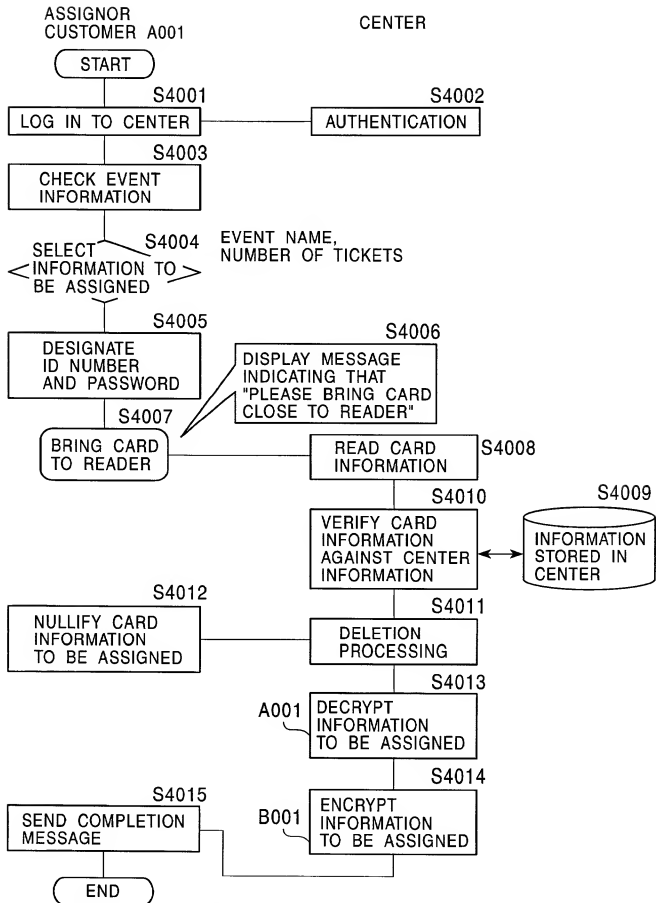 ASSIGNOR
CUSTOMER A001
CENTER
START
S4001
LOG IN TO CENTER
S4002
AUTHENTICATION
S4003
CHECK EVENT
INFORMATION
S4004
SELECT
INFORMATION TO
BE ASSIGNED
EVENT NAME,
NUMBER OF TICKETS
S4005
DESIGNATE
ID NUMBER
AND PASSWORD
S4006
DISPLAY MESSAGE
INDICATING THAT
"PLEASE BRING CARD
CLOSE TO READER"
S4007
BRING CARD
TO READER
READ CARD
INFORMATION
S4008
S4010
VERIFY CARD
INFORMATION
AGAINST CENTER
INFORMATION
S4009
INFORMATION
STORED IN
CENTER
S4012
NULLIFY CARD
INFORMATION
TO BE ASSIGNED
S4011
DELETION
PROCESSING
S4013
A001
DECRYPT
INFORMATION
TO BE ASSIGNED
S4014
B001
ENCRYPT
INFORMATION
TO BE ASSIGNED
S4015
SEND COMPLETION
MESSAGE
END